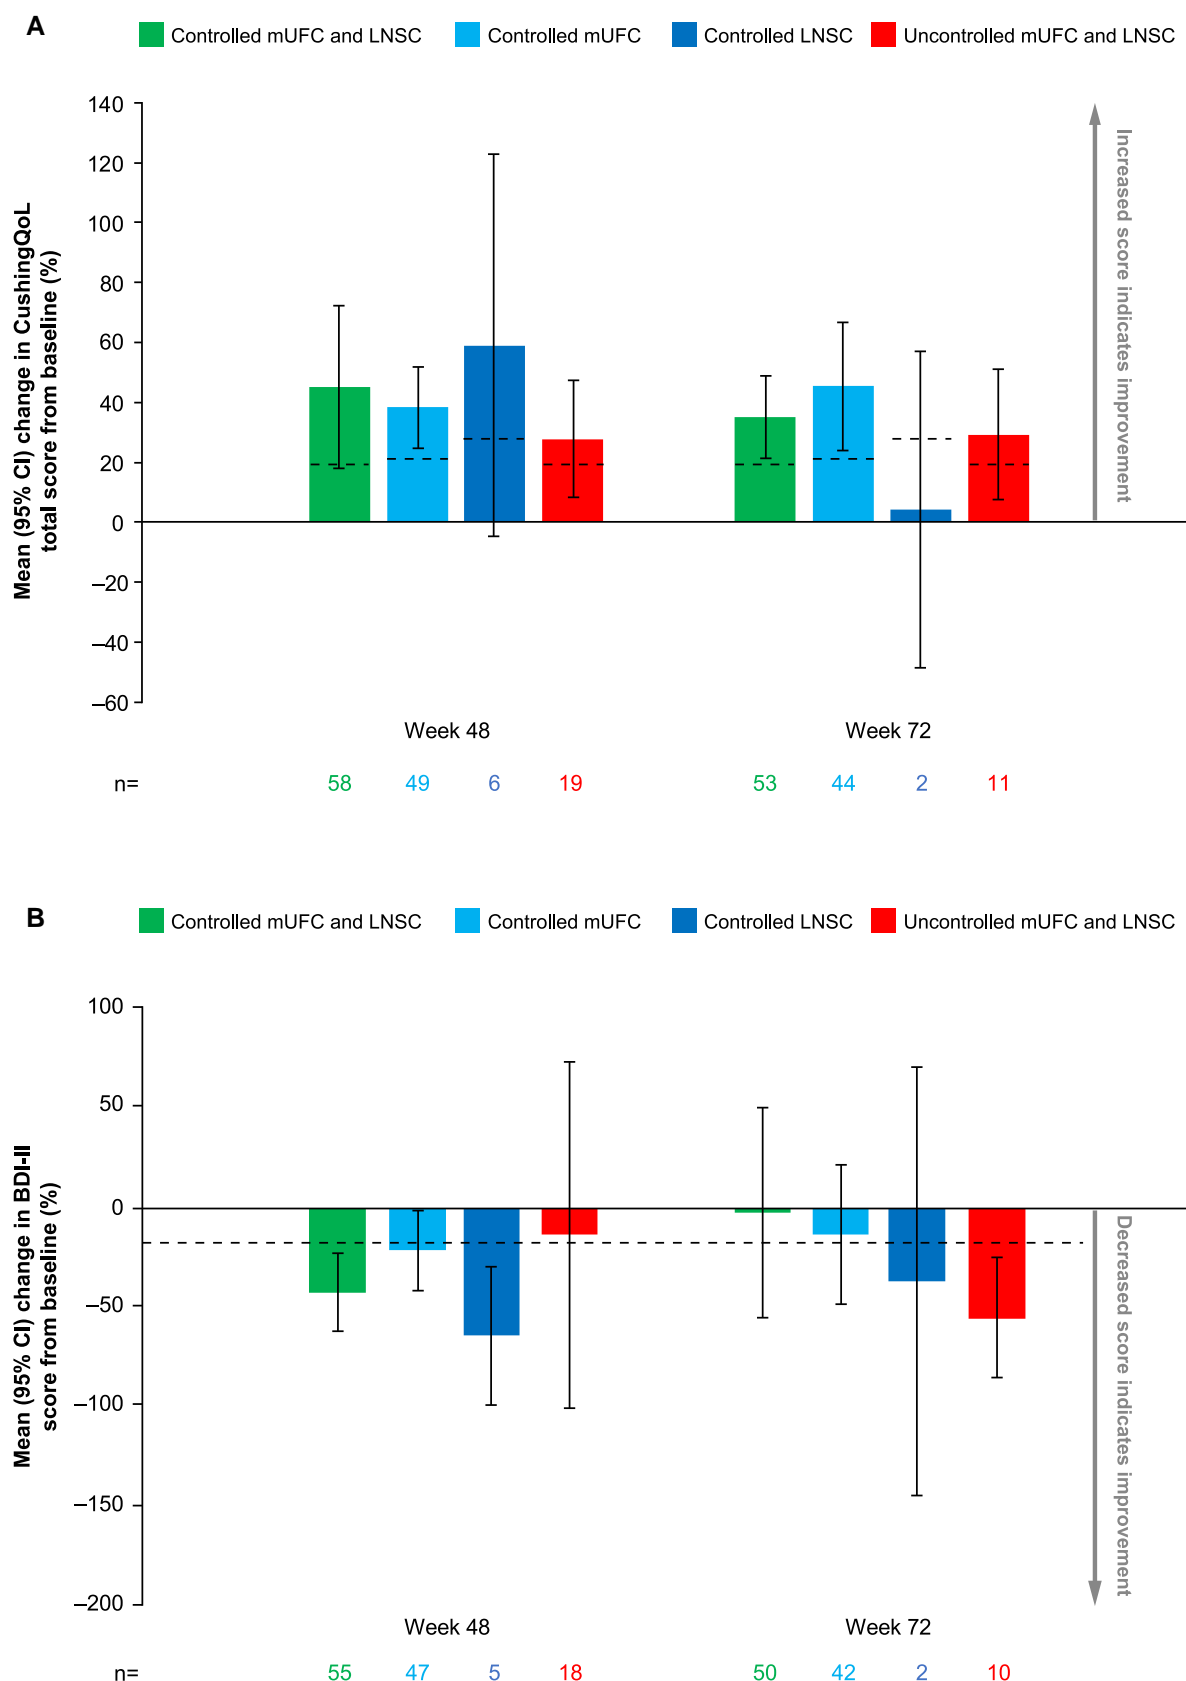 A
Controlled mUFC and LNSC Controlled mUFC Controlled LNSC Uncontrolled mUFC and LNSC
Mean (95% CI) change in CushingQoL
total score from baseline (%)
140
120
100
80
60
40
20
0
–20
–40
–60
Increased score indicates improvement
Week 48 Week 72
n= 58 49 6 19 53 44 2 11
B
Controlled mUFC and LNSC Controlled mUFC Controlled LNSC Uncontrolled mUFC and LNSC
Mean (95% CI) change in BDI-II
score from baseline (%)
100
50
0
–50
–100
–150
–200
Decreased score indicates improvement
Week 48 Week 72
n= 55 47 5 18 50 42 2 10